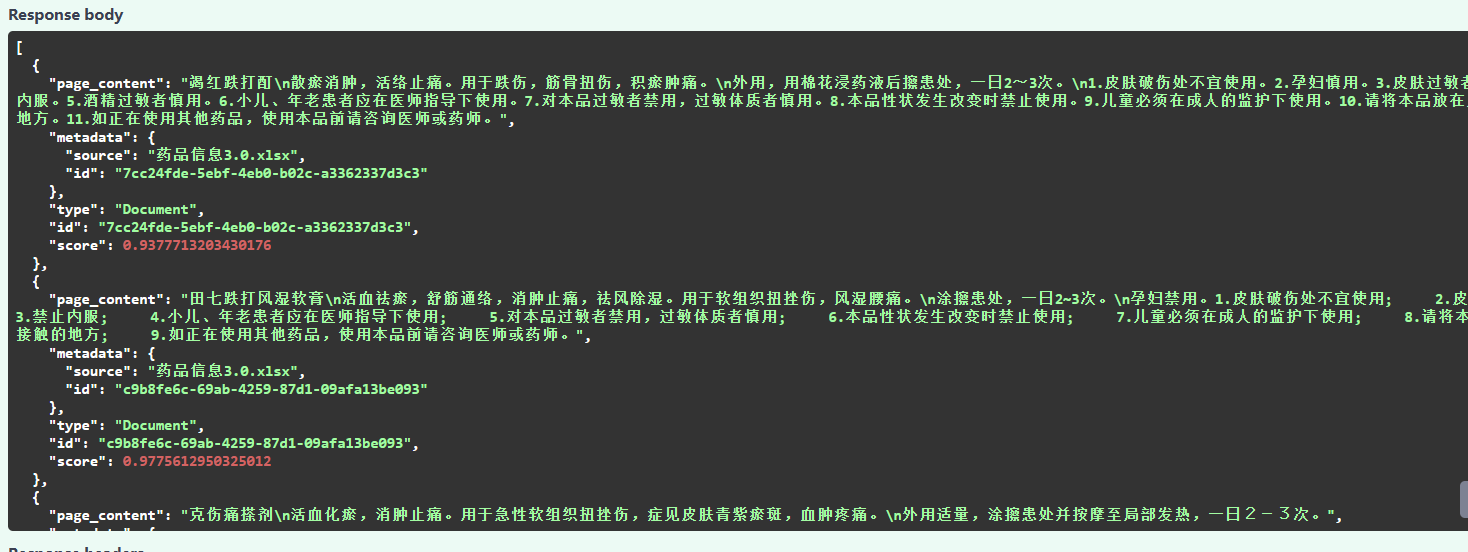 Response body
[
{
"page_content": "竭红跌打酊\n散瘀消肿，活络止痛。用于跌伤，筋骨扭伤，积瘀肿痛。\n外用，用棉花浸药液后擦患处，一日2～3次。\n1.皮肤破伤处不宜使用。2.孕妇慎用。3.皮肤过敏者
内服。5.酒精过敏者慎用。6.小儿、年老患者应在医师指导下使用。7.对本品过敏者禁用，过敏体质者慎用。8.本品性状发生改变时禁止使用。9.儿童必须在成人的监护下使用。10.请将本品放在
地方。11.如正在使用其他药品，使用本品前请咨询医师或药师。",
"metadata": {
"source": "药品信息3.0.xlsx",
"id": "7cc24fde-5ebf-4eb0-b02c-a3362337d3c3"
},
"type": "Document",
"id": "7cc24fde-5ebf-4eb0-b02c-a3362337d3c3",
"score": 0.9377713203430176
},
{
"page_content": "田七跌打风湿软膏\n活血祛瘀，舒筋通络，消肿止痛，祛风除湿。用于软组织扭挫伤，风湿腰痛。\n涂擦患处，一日2~3次。\n孕妇禁用。1.皮肤破伤处不宜使用; 2.皮
3.禁止内服; 4.小儿、年老患者应在医师指导下使用; 5.对本品过敏者禁用，过敏体质者慎用; 6.本品性状发生改变时禁止使用; 7.儿童必须在成人的监护下使用; 8.请将本
接触的地方; 9.如正在使用其他药品，使用本品前请咨询医师或药师。",
"metadata": {
"source": "药品信息3.0.xlsx",
"id": "c9b8fe6c-69ab-4259-87d1-09afa13be093"
},
"type": "Document",
"id": "c9b8fe6c-69ab-4259-87d1-09afa13be093",
"score": 0.9775612950325012
},
{
"page_content": "克伤痛搽剂\n活血化瘀，消肿止痛。用于急性软组织扭挫伤，症见皮肤青紫瘀斑，血肿疼痛。\n外用适量，涂擦患处并按摩至局部发热，一日２－３次。",